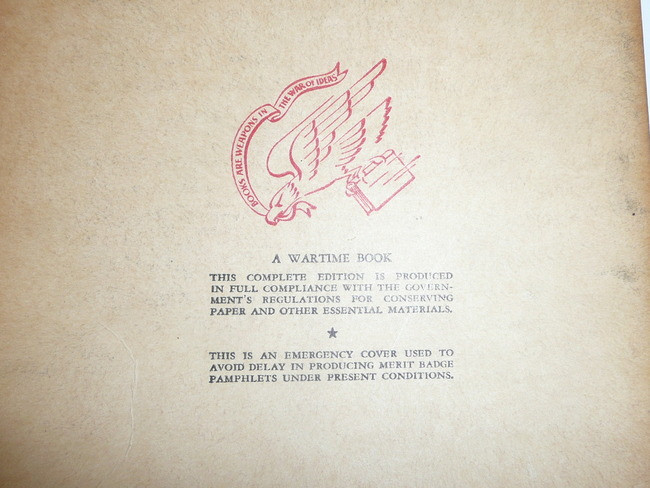 BOOKS ARE WEAPONS IN THE WAR OF IDEAS
A WARTIME BOOK
THIS COMPLETE EDITION IS PRODUCED
IN FULL COMPLIANCE WITH THE GOVERN-
MENT'S REGULATIONS FOR CONSERVING
PAPER AND OTHER ESSENTIAL MATERIALS.
THIS IS AN EMERGENCY COVER USED TO
AVOID DELAY IN PRODUCING MERIT BADGE
PAMPHLETS UNDER PRESENT CONDITIONS.